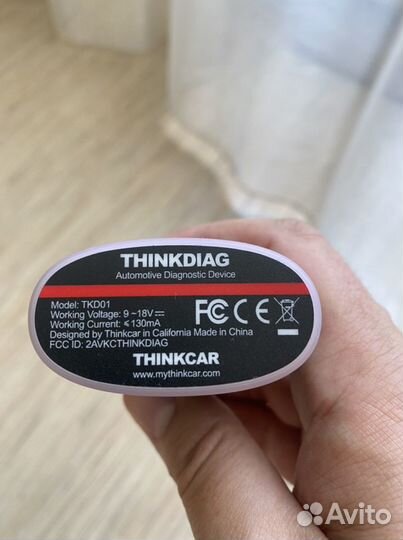 THINKDIAG
Automotive Diagnostic Device
Model: TKD01
Working Voltage: 9 ~18V⎓
Working Current: ≤130mA
Designed by Thinkcar in California Made in China
FCC ID: 2AVKCTHINKDIAG
FC CE
THINKCAR
www.mythinkcar.com
Avito